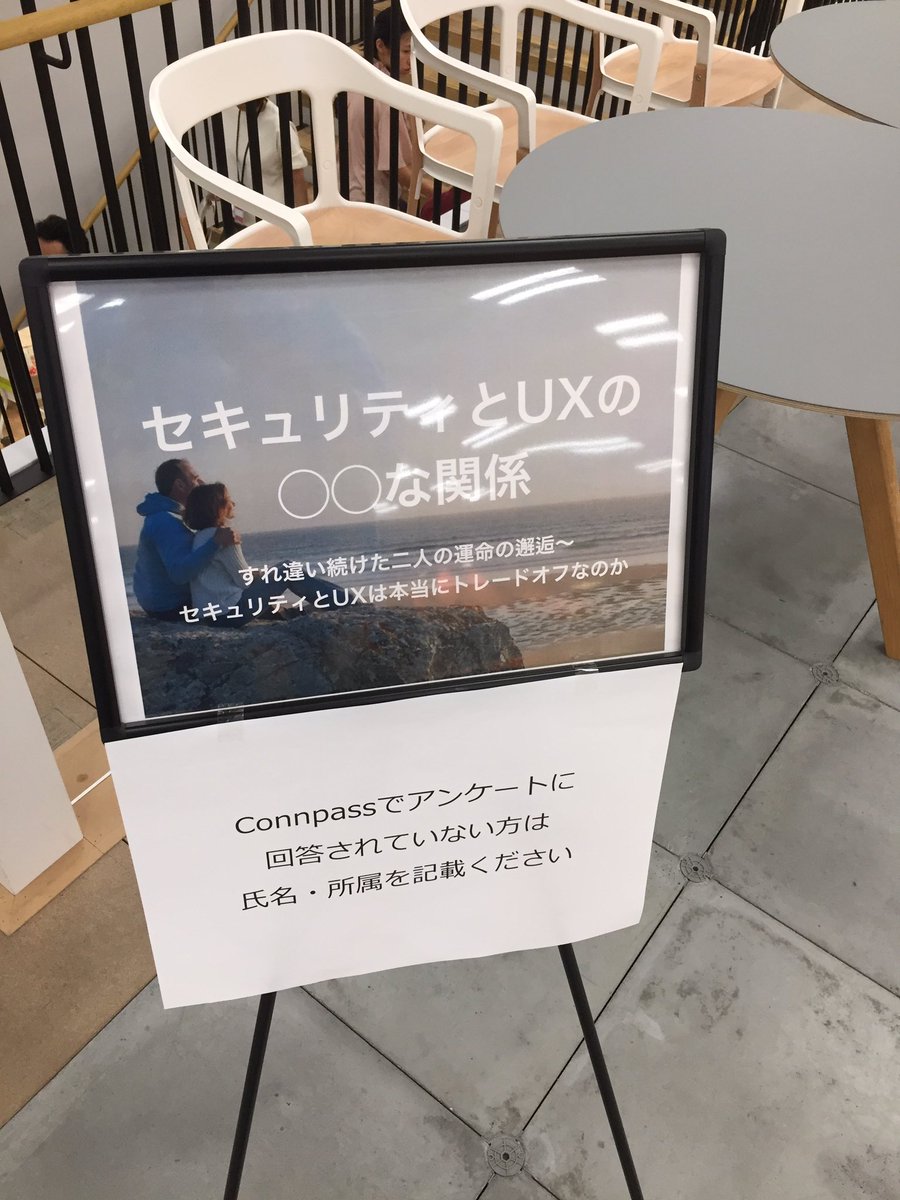 セキュリティとUXの
◯◯な関係
すれ違い続けた二人の運命の邂逅〜
セキュリティとUXは本当にトレードオフなのか
Connpassでアンケートに
回答されていない方は
氏名・所属を記載ください